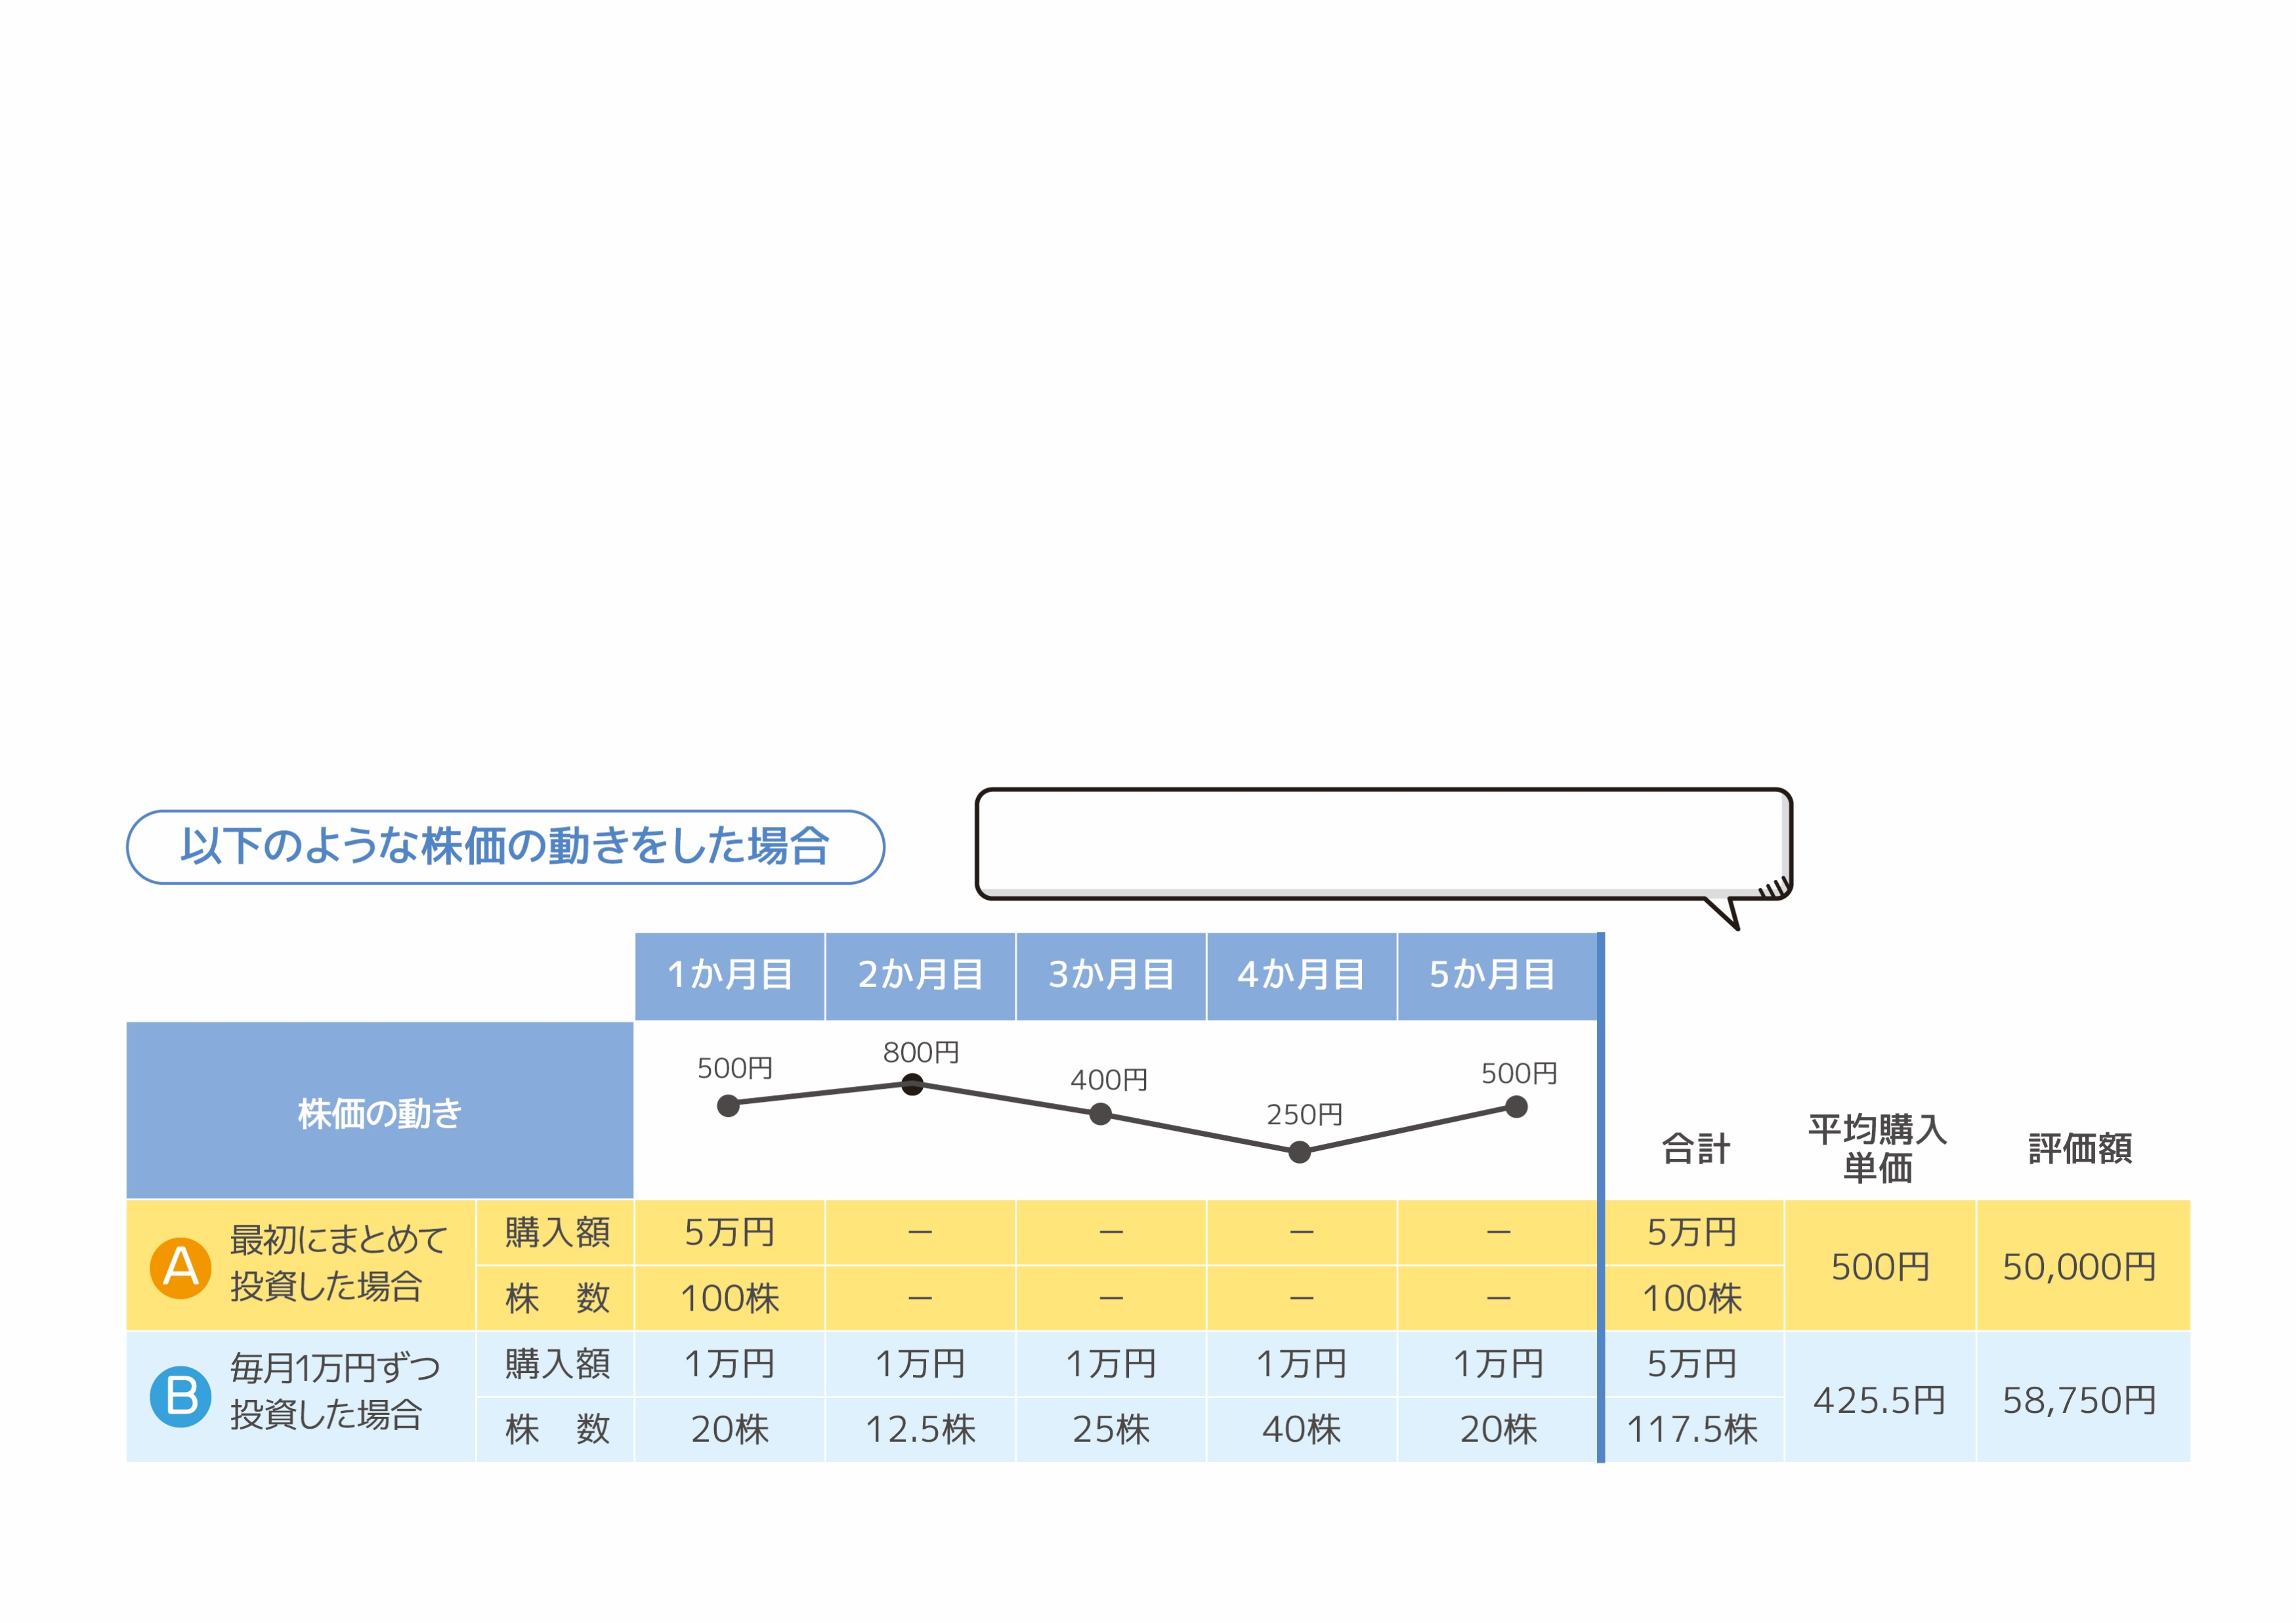 以下のような株価の動きをした場合
1か月目 2か月目 3か月目 4か月目 5か月目
株価の動き
500円 800円 400円 250円 500円
合計 平均購入単価 評価額
A 最初にまとめて
投資した場合
購入額 5万円 － － － － 5万円
株　数 100株 － － － － 100株
500円 50,000円
B 毎月1万円ずつ
投資した場合
購入額 1万円 1万円 1万円 1万円 1万円 5万円
株　数 20株 12.5株 25株 40株 20株 117.5株
425.5円 58,750円